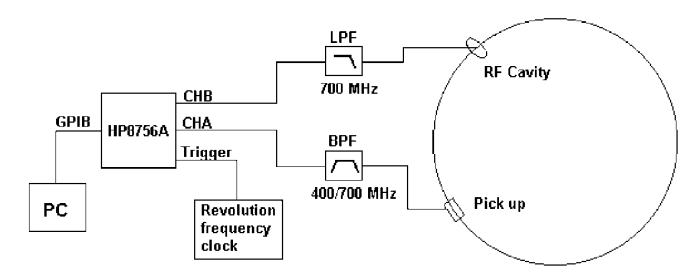 LPF
700 MHz
RF Cavity
CHB
GPIB
HP8756A
CHA
BPF
Trigger
400/700 MHz
PC
Revolution
frequency
clock
Pick up